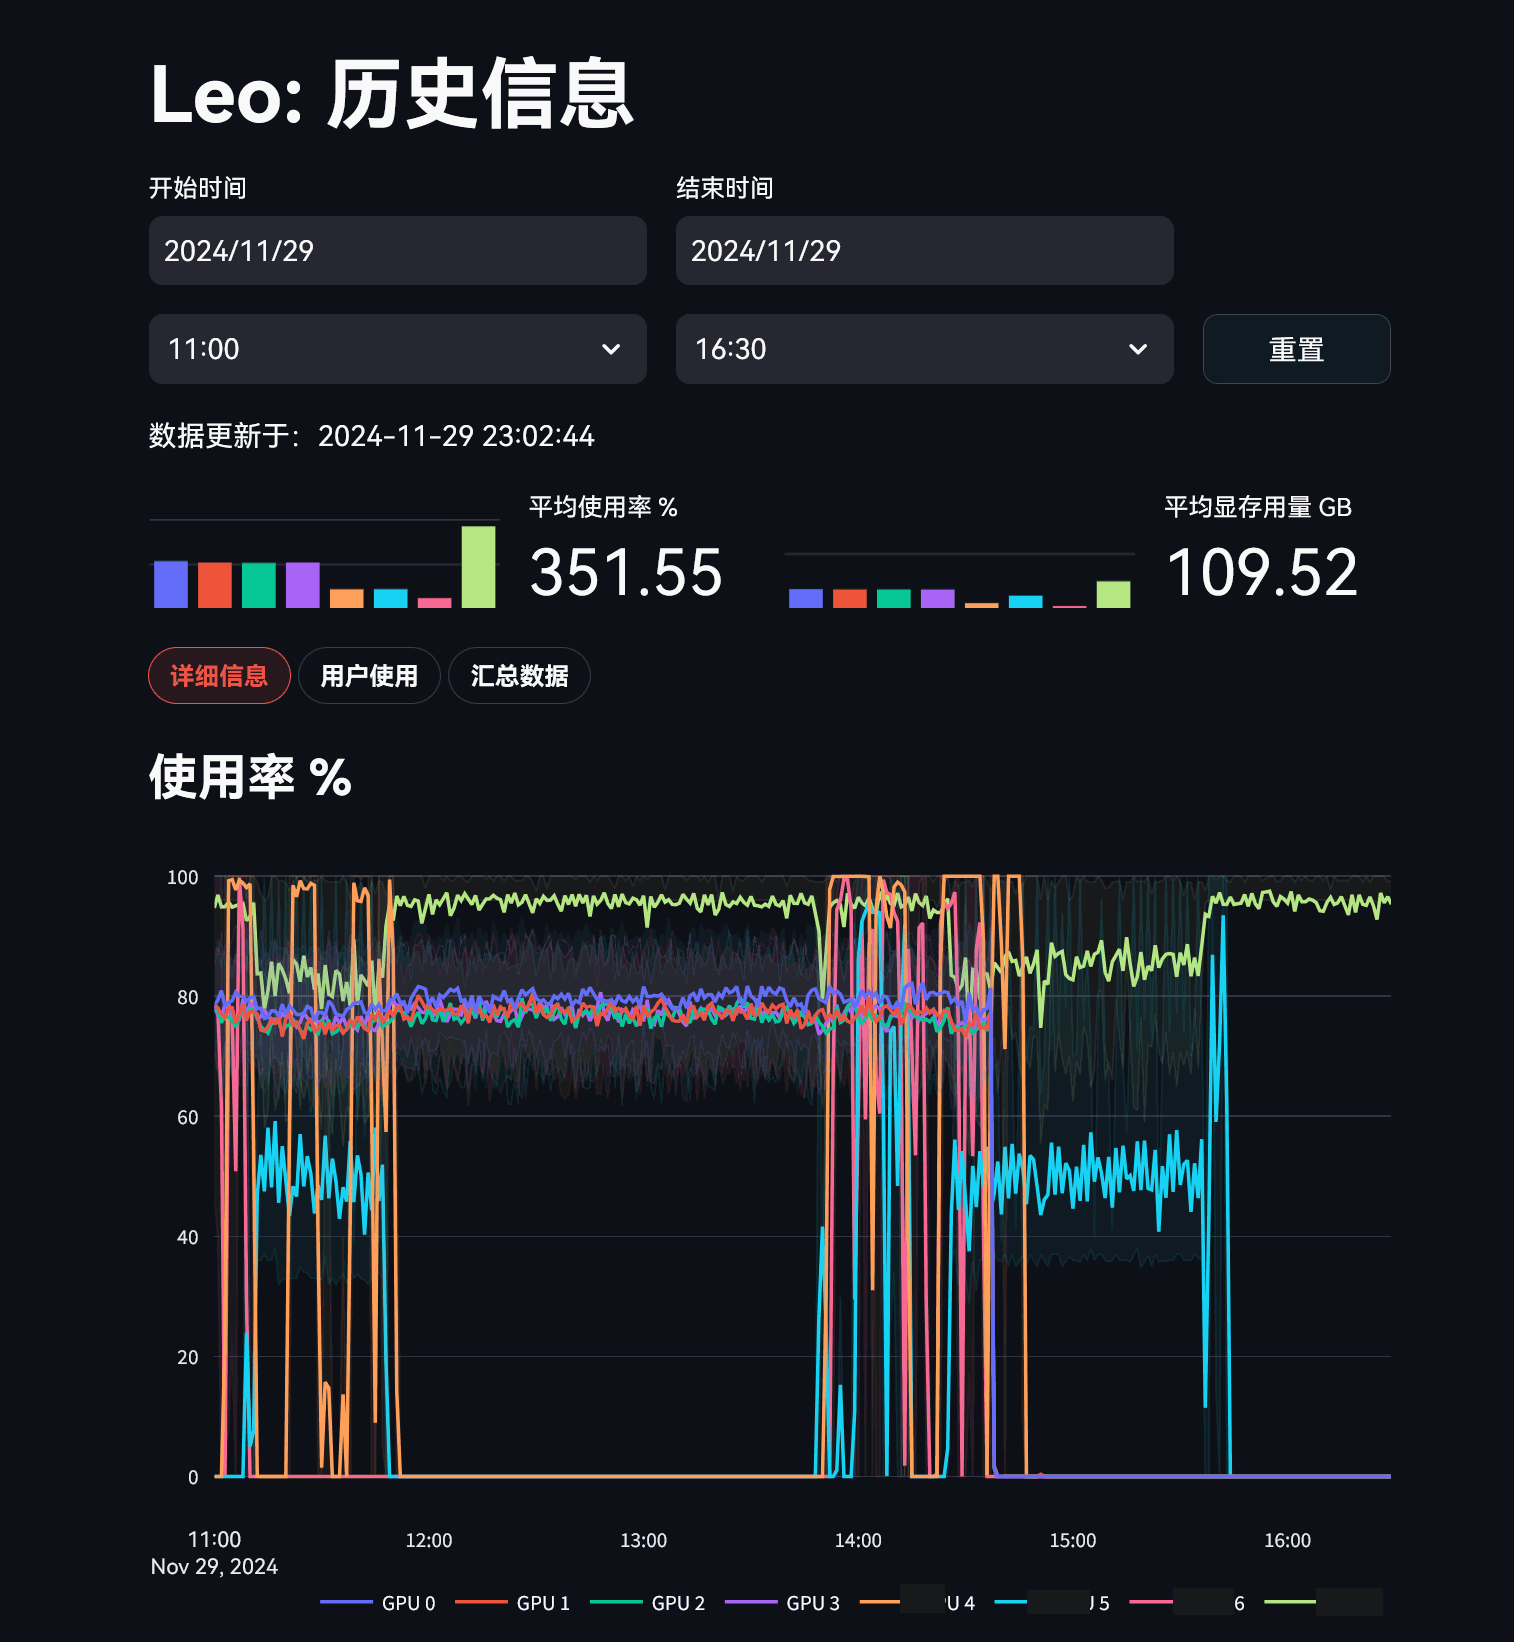 Leo: 历史信息
开始时间 结束时间
2024/11/29 2024/11/29
11:00 16:30 重置
数据更新于：2024-11-29 23:02:44
平均使用率 % 平均显存用量 GB
351.55 109.52
详细信息 用户使用 汇总数据
使用率 %
100
80
60
40
20
0
11:00 12:00 13:00 14:00 15:00 16:00
Nov 29, 2024
GPU 0 GPU 1 GPU 2 GPU 3 4 5 6